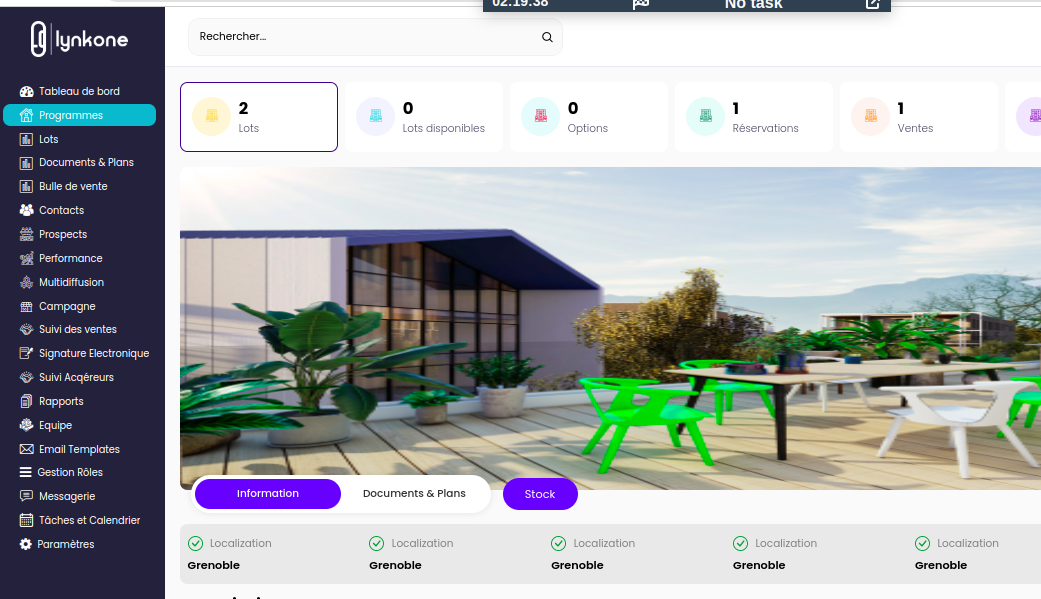 02:19:38 No task
lynkone
Rechercher...
Tableau de bord
Programmes
Lots
Documents & Plans
Bulle de vente
Contacts
Prospects
Performance
Multidiffusion
Campagne
Suivi des ventes
Signature Electronique
Suivi Acqéreurs
Rapports
Equipe
Email Templates
Gestion Rôles
Messagerie
Tâches et Calendrier
Paramètres
2
Lots
0
Lots disponibles
0
Options
1
Réservations
1
Ventes
Information
Documents & Plans
Stock
Localization
Grenoble
Localization
Grenoble
Localization
Grenoble
Localization
Grenoble
Localization
Grenoble